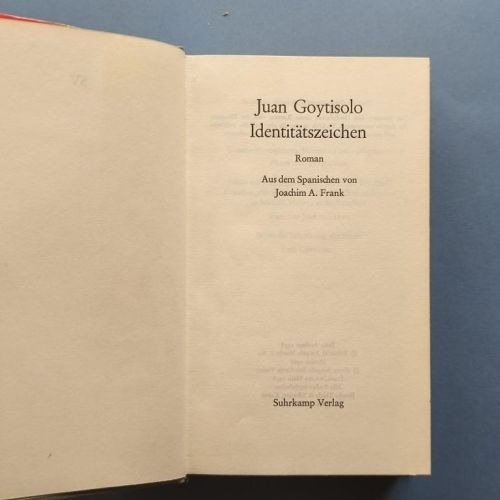 Juan Goytisolo
Identitätszeichen
Roman
Aus dem Spanischen von
Joachim A. Frank
Suhrkamp Verlag